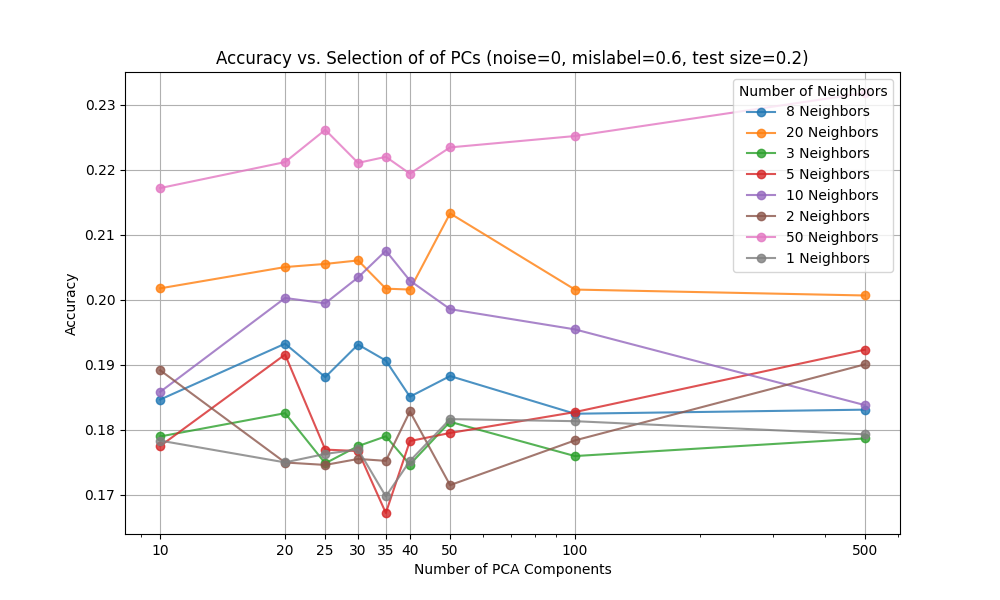 Accuracy vs. Selection of of PCs (noise=0, mislabel=0.6, test size=0.2)
Number of Neighbors
8 Neighbors
20 Neighbors
3 Neighbors
5 Neighbors
10 Neighbors
2 Neighbors
50 Neighbors
1 Neighbors
Accuracy
0.23
0.22
0.21
0.20
0.19
0.18
0.17
10 20 25 30 35 40 50 100 500
Number of PCA Components